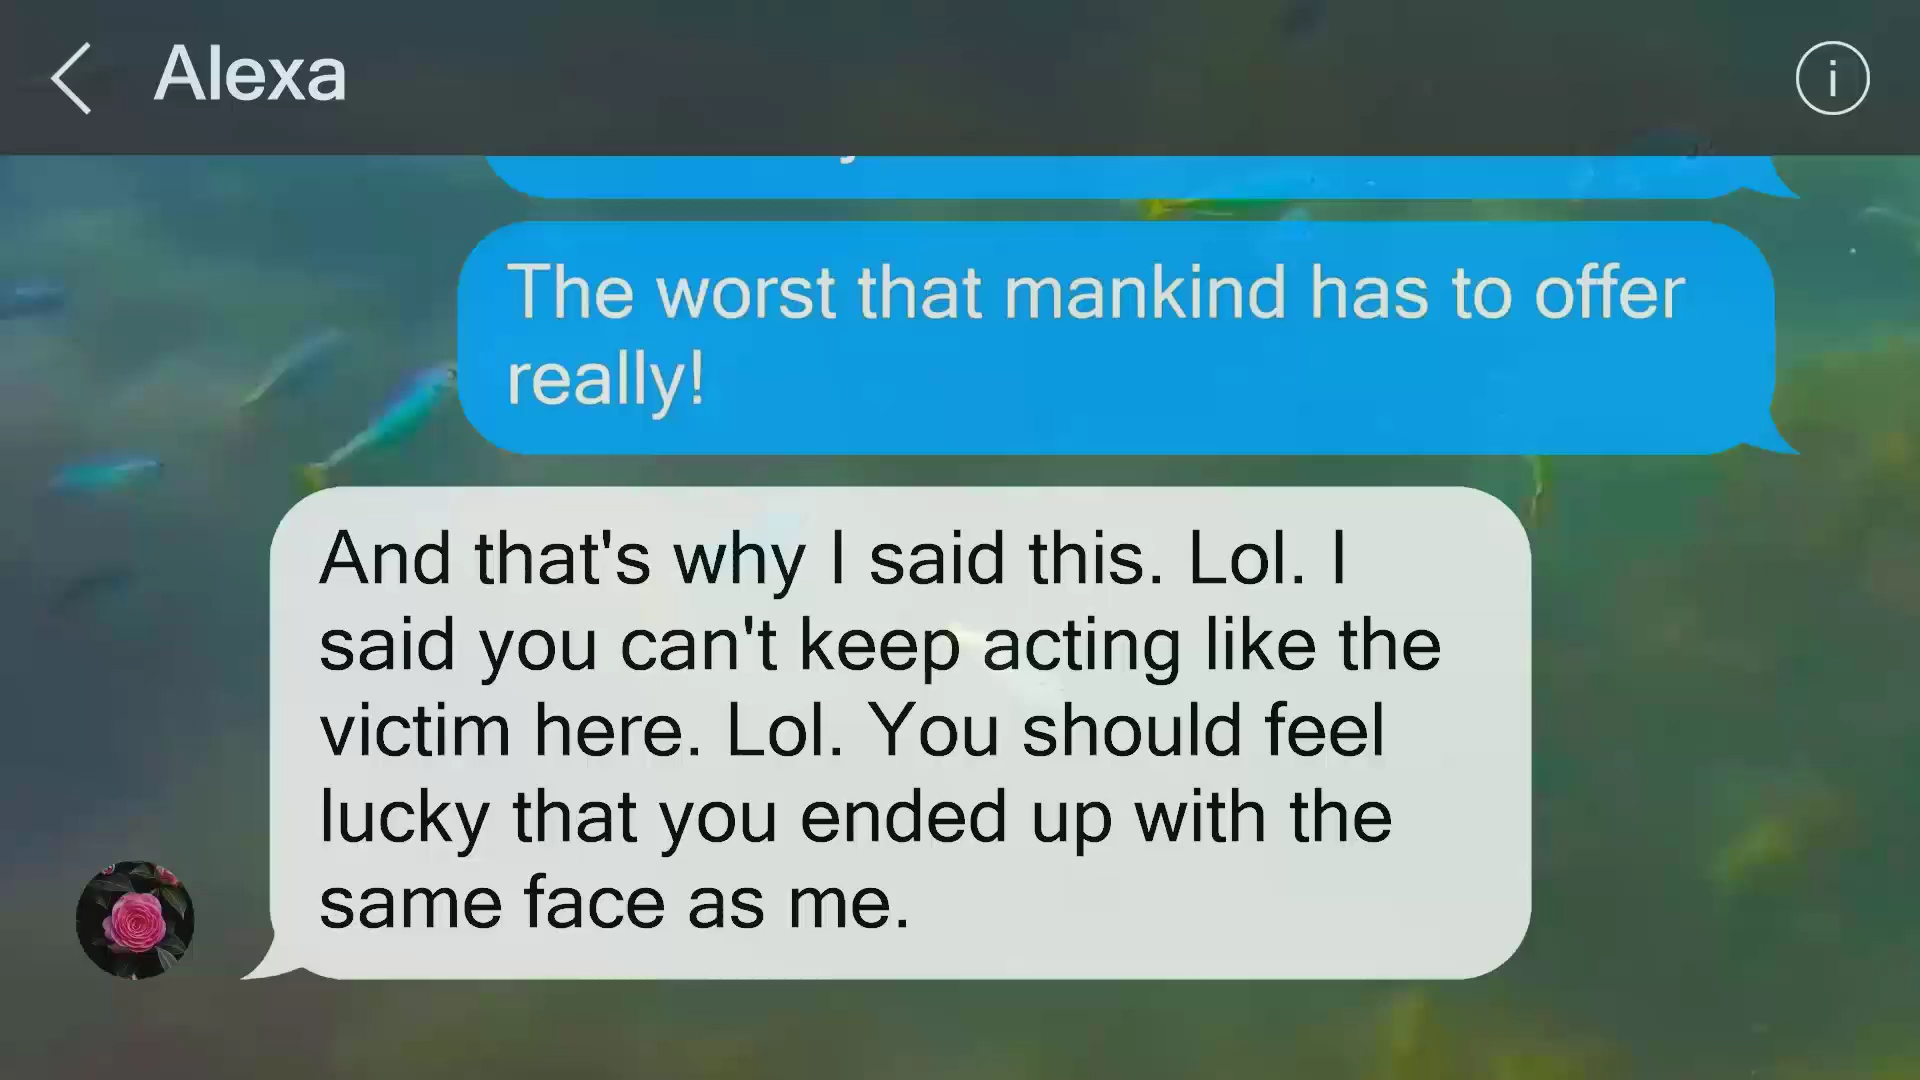 Alexa
The worst that mankind has to offer
really!
And that's why I said this. Lol. I
said you can't keep acting like the
victim here. Lol. You should feel
lucky that you ended up with the
same face as me.